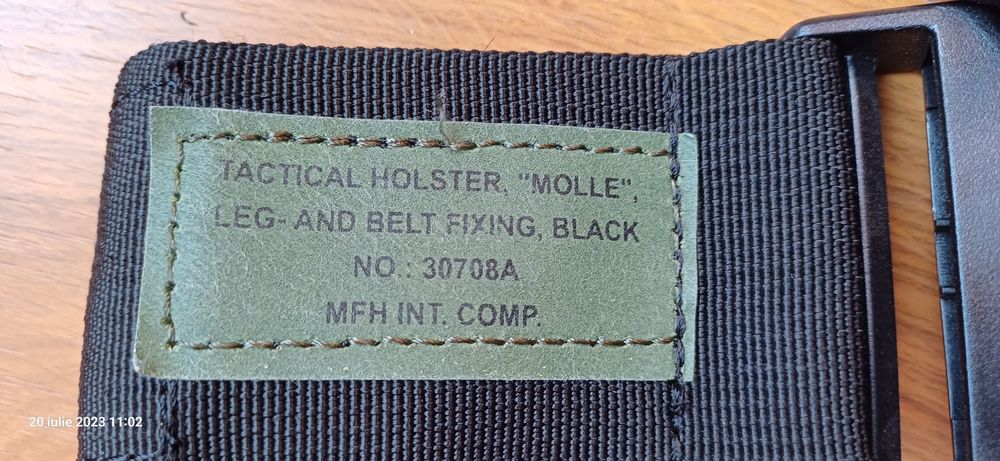 TACTICAL HOLSTER, "MOLLE",
LEG- AND BELT FIXING, BLACK
NO.: 30708A
MFH INT. COMP.
20 iulie 2023 11:02